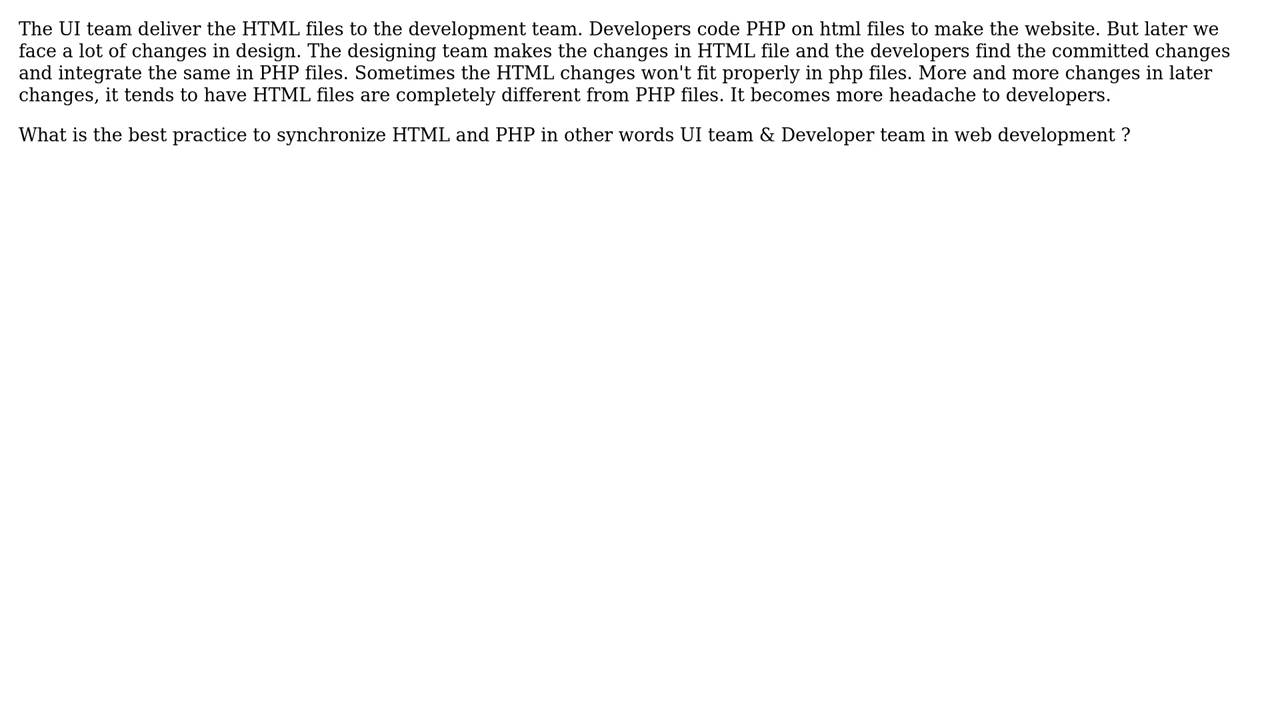 The UI team deliver the HTML files to the development team. Developers code PHP on html files to make the website. But later we
face a lot of changes in design. The designing team makes the changes in HTML file and the developers find the committed changes
and integrate the same in PHP files. Sometimes the HTML changes won't fit properly in php files. More and more changes in later
changes, it tends to have HTML files are completely different from PHP files. It becomes more headache to developers.
What is the best practice to synchronize HTML and PHP in other words UI team & Developer team in web development ?